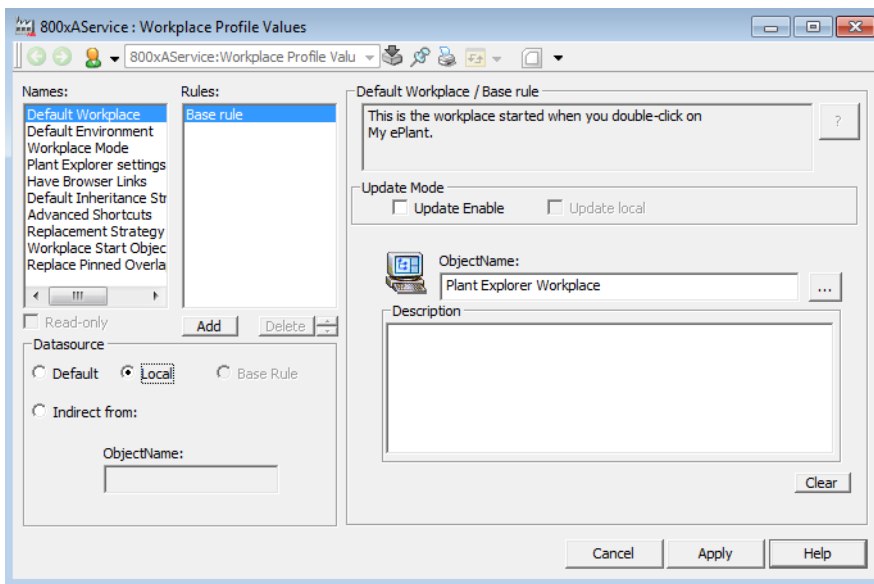 800xAService : Workplace Profile Values
800xAService:Workplace Profile Valu
Names:
Default Workplace
Default Environment
Workplace Mode
Plant Explorer settings
Have Browser Links
Default Inheritance Str
Advanced Shortcuts
Replacement Strategy
Workplace Start Objec
Replace Pinned Overla
Read-only
Rules:
Base rule
Add
Delete
Datasource
Default
Local
Base Rule
Indirect from:
ObjectName:
Default Workplace / Base rule
This is the workplace started when you double-click on
My ePlant.
?
Update Mode
Update Enable
Update local
ObjectName:
Plant Explorer Workplace
...
Description
Clear
Cancel
Apply
Help